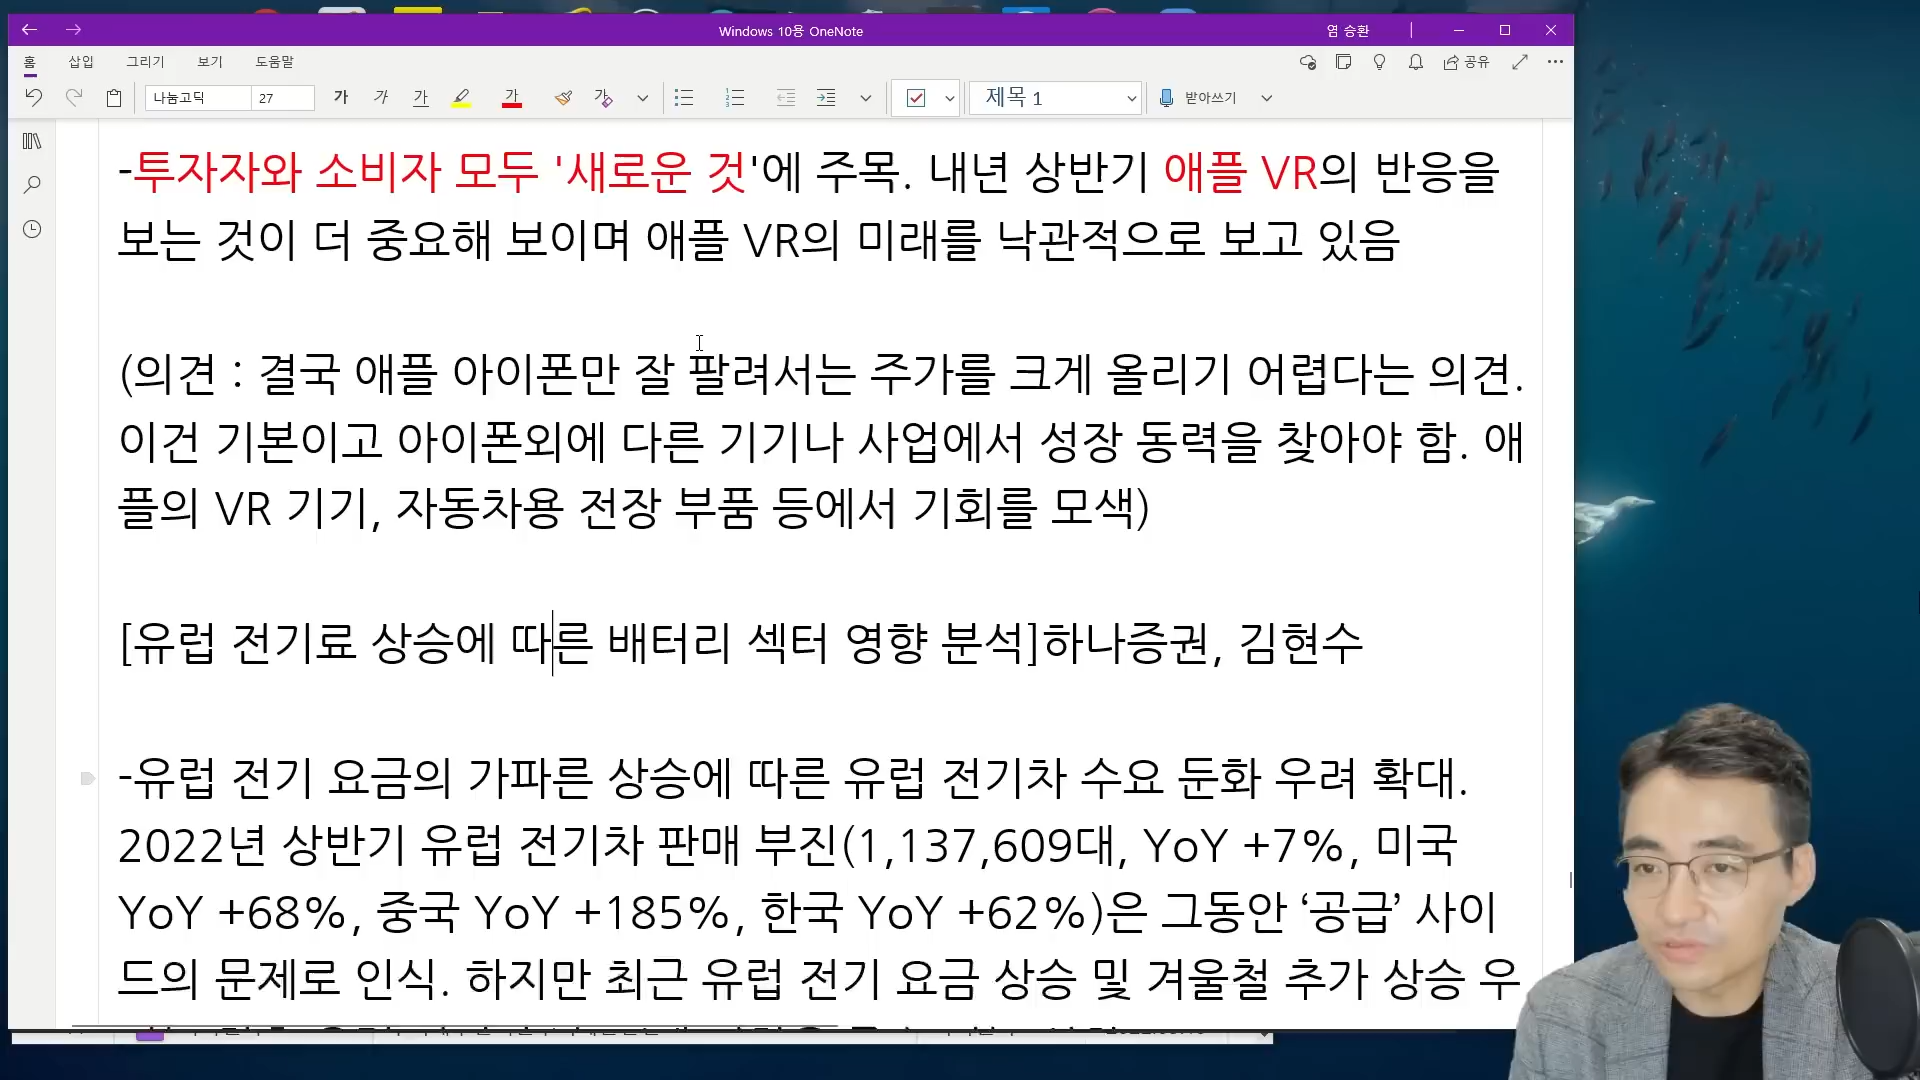 Windows 10용 OneNote
염 승환
홈 삽입 그리기 보기 도움말
공유
나눔고딕 27 가 가 가 가 가 제목 1 받아쓰기
-투자자와 소비자 모두 '새로운 것'에 주목. 내년 상반기 애플 VR의 반응을
보는 것이 더 중요해 보이며 애플 VR의 미래를 낙관적으로 보고 있음
(의견 : 결국 애플 아이폰만 잘 팔려서는 주가를 크게 올리기 어렵다는 의견.
이건 기본이고 아이폰외에 다른 기기나 사업에서 성장 동력을 찾아야 함. 애
플의 VR 기기, 자동차용 전장 부품 등에서 기회를 모색)
[유럽 전기료 상승에 따른 배터리 섹터 영향 분석]하나증권, 김현수
-유럽 전기 요금의 가파른 상승에 따른 유럽 전기차 수요 둔화 우려 확대.
2022년 상반기 유럽 전기차 판매 부진(1,137,609대, YoY +7%, 미국
YoY +68%, 중국 YoY +185%, 한국 YoY +62%)은 그동안 ‘공급’ 사이
드의 문제로 인식. 하지만 최근 유럽 전기 요금 상승 및 겨울철 추가 상승 우